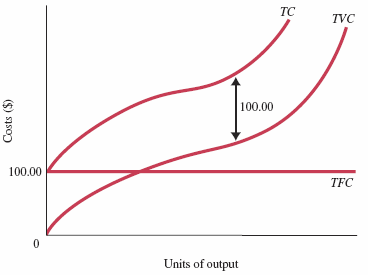 TC
TVC
100.00
Costs ($)
100.00
TFC
0
Units of output